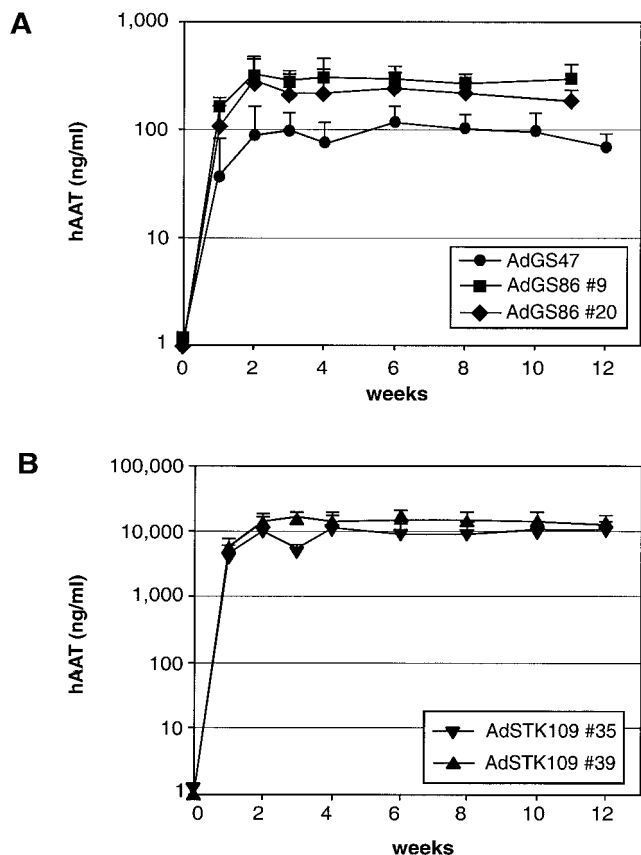 A
1,000
100
10
1
hAAT (ng/ml)
0 2 4 6 8 10 12
weeks
AdGS47
AdGS86 #9
AdGS86 #20
B
100,000
10,000
1,000
100
10
1
hAAT (ng/ml)
0 2 4 6 8 10 12
weeks
AdSTK109 #35
AdSTK109 #39